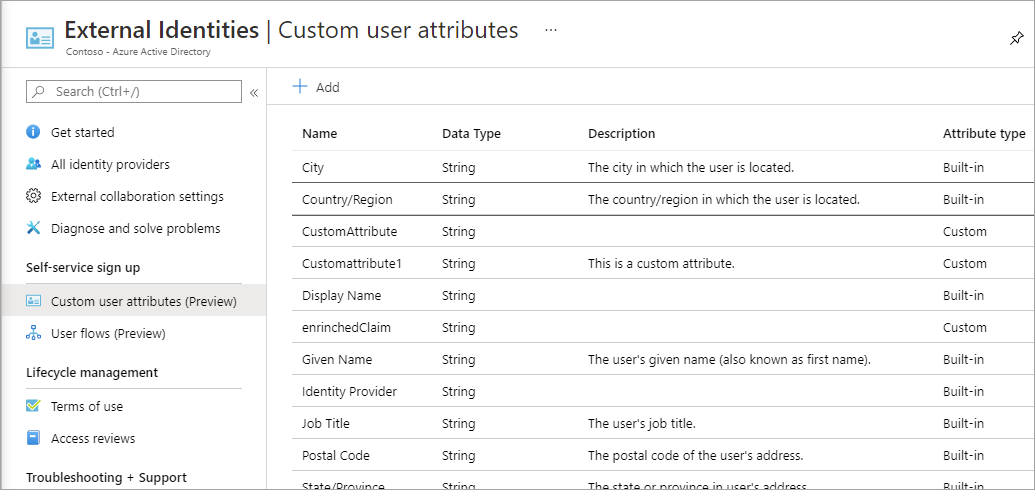 External Identities | Custom user attributes ...
Contoso - Azure Active Directory
Search (Ctrl+/) «
Get started
All identity providers
External collaboration settings
Diagnose and solve problems
Self-service sign up
Custom user attributes (Preview)
User flows (Preview)
Lifecycle management
Terms of use
Access reviews
Troubleshooting + Support
+ Add
Name Data Type Description Attribute type
City String The city in which the user is located. Built-in
Country/Region String The country/region in which the user is located. Built-in
CustomAttribute String Custom
Customattribute1 String This is a custom attribute. Custom
Display Name String Built-in
enrinchedClaim String Custom
Given Name String The user's given name (also known as first name). Built-in
Identity Provider String Built-in
Job Title String The user's job title. Built-in
Postal Code String The postal code of the user's address. Built-in
State/Province String The state or province in user's address. Built-in